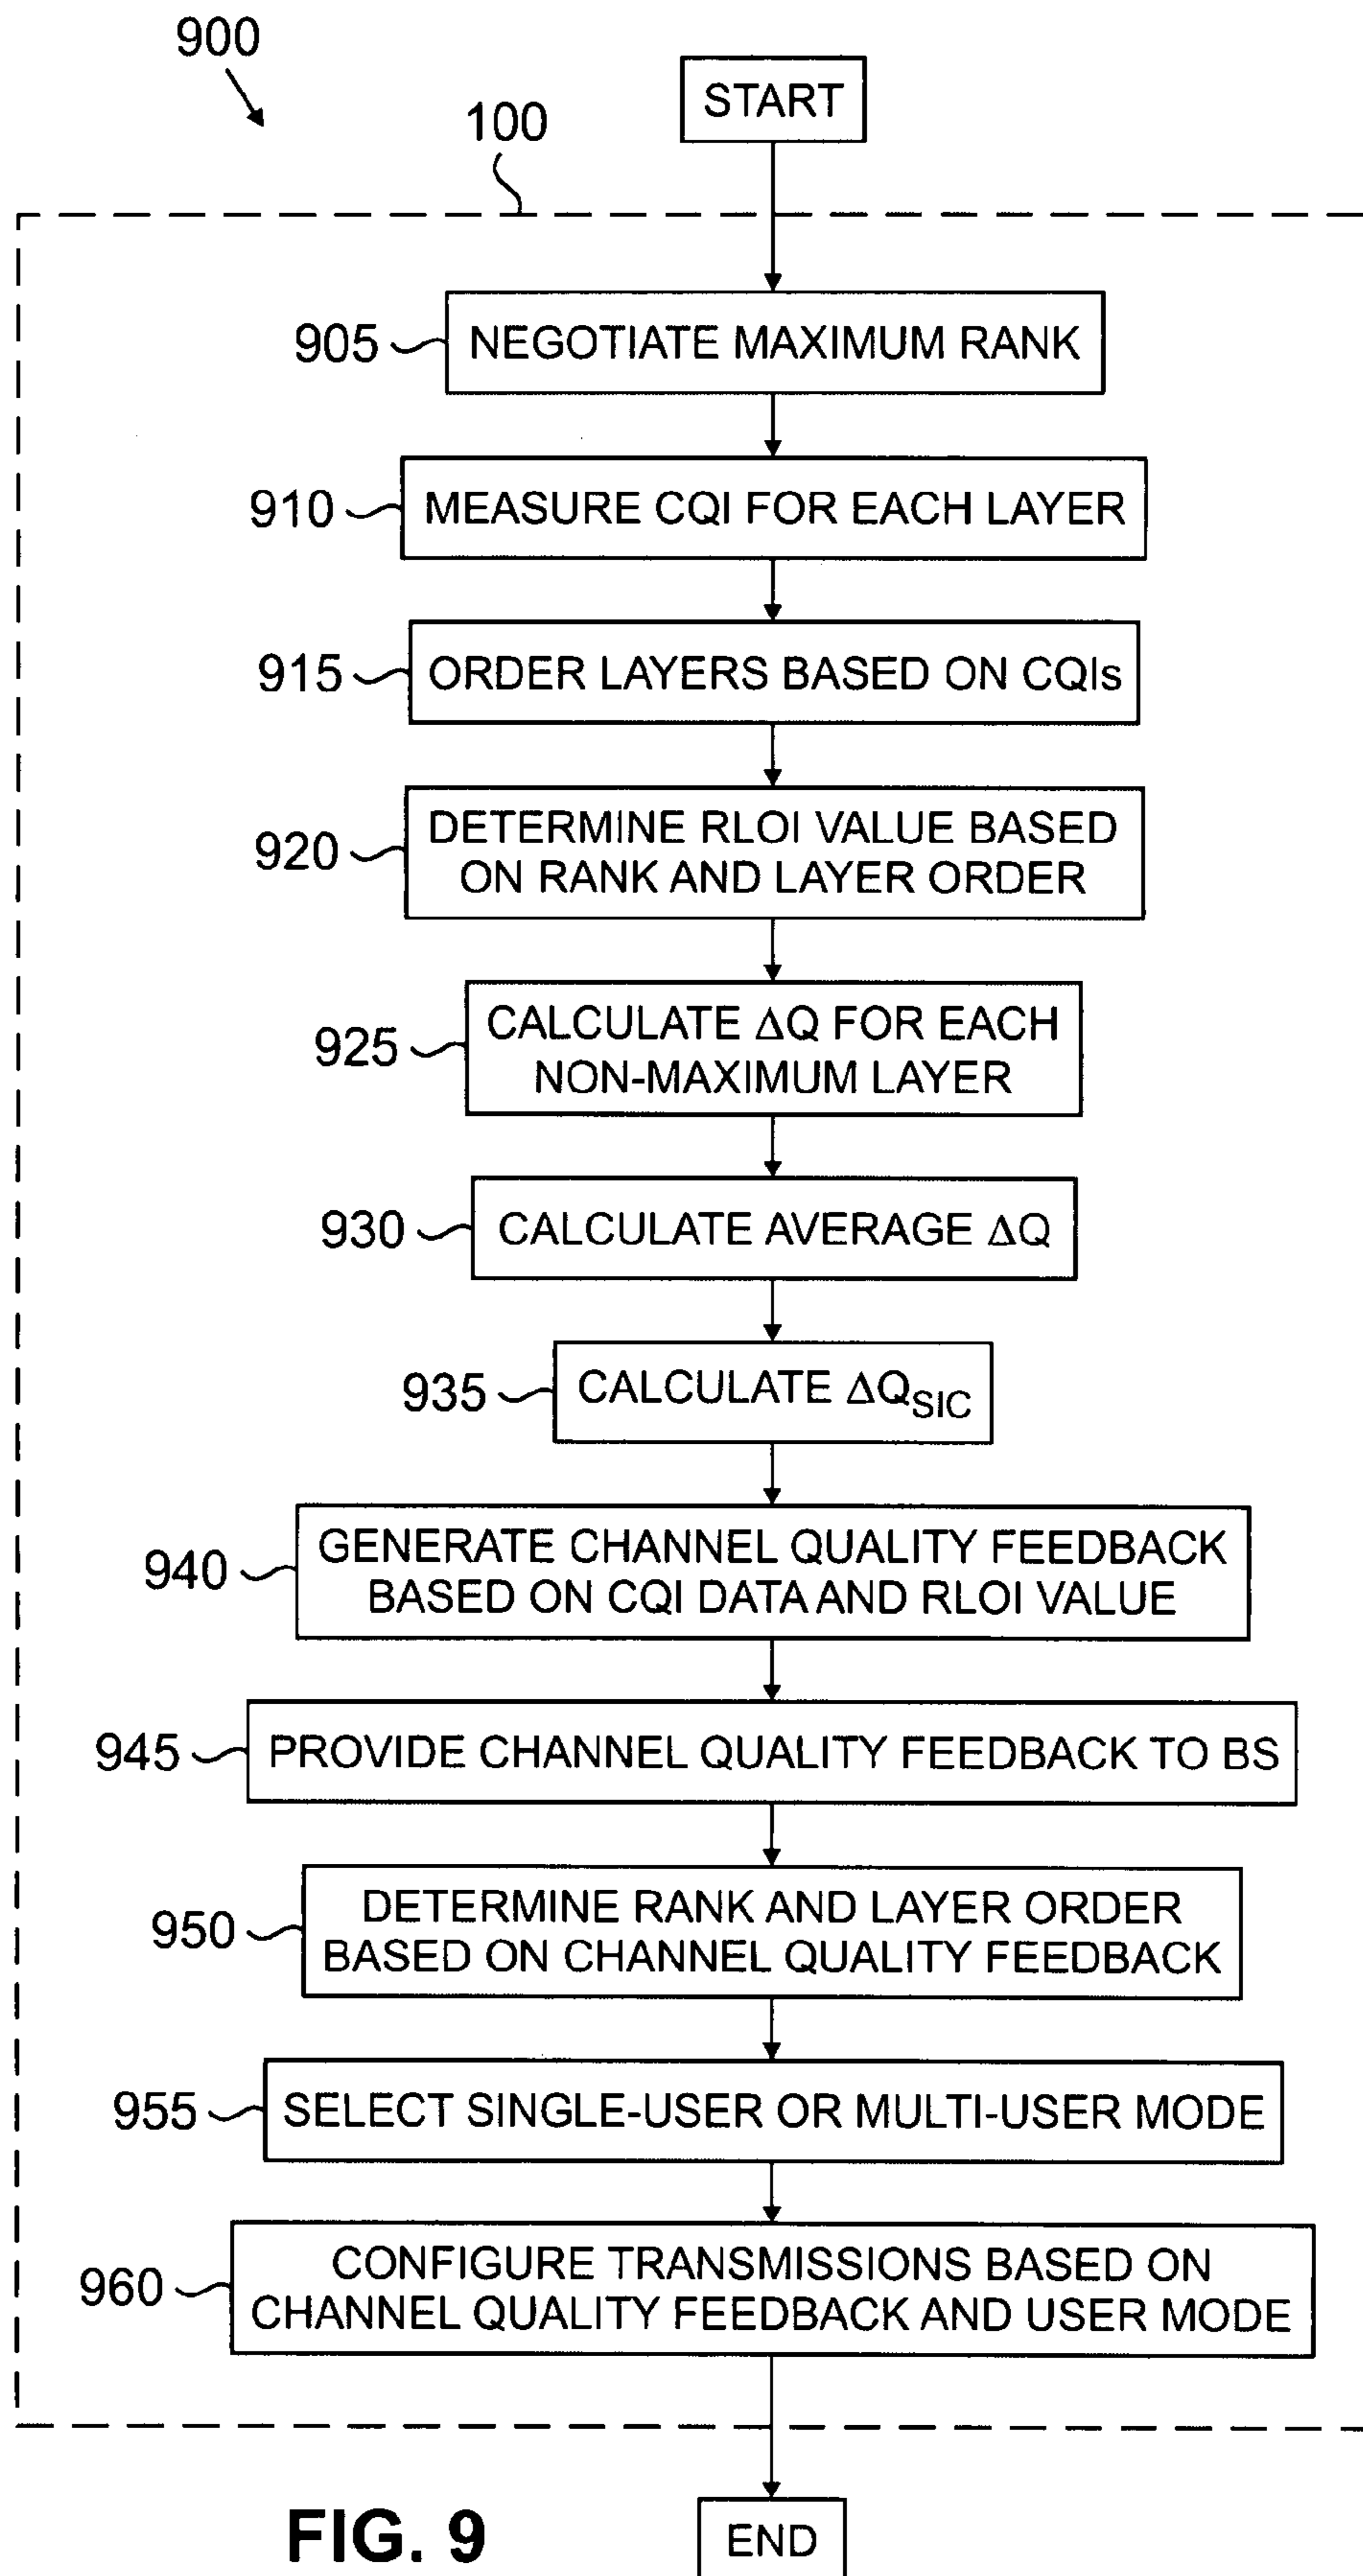 900
START
100
905
NEGOTIATE MAXIMUM RANK
910
MEASURE CQI FOR EACH LAYER
915
ORDER LAYERS BASED ON CQIs
920
DETERMINE RLOI VALUE BASED
ON RANK AND LAYER ORDER
925
CALCULATE ΔQ FOR EACH
NON-MAXIMUM LAYER
930
CALCULATE AVERAGE ΔQ
935
CALCULATE ΔQSIC
940
GENERATE CHANNEL QUALITY FEEDBACK
BASED ON CQI DATA AND RLOI VALUE
945
PROVIDE CHANNEL QUALITY FEEDBACK TO BS
950
DETERMINE RANK AND LAYER ORDER
BASED ON CHANNEL QUALITY FEEDBACK
955
SELECT SINGLE-USER OR MULTI-USER MODE
960
CONFIGURE TRANSMISSIONS BASED ON
CHANNEL QUALITY FEEDBACK AND USER MODE
FIG. 9
END